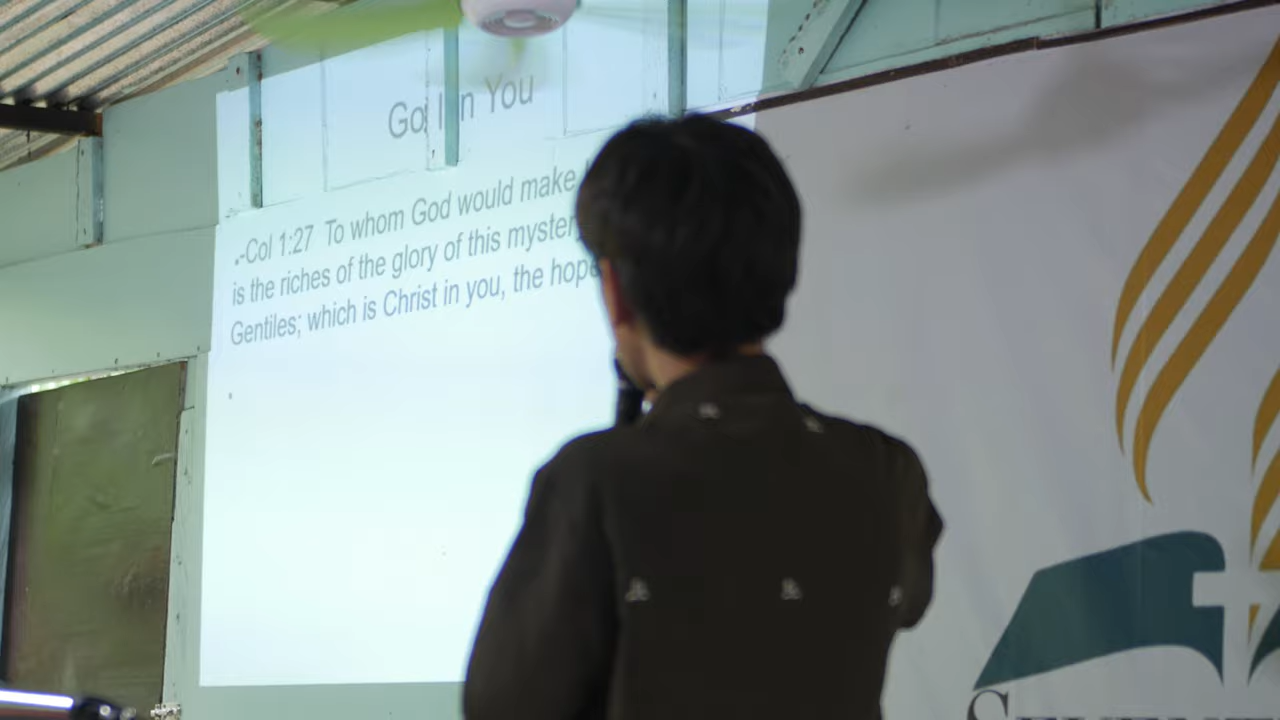 God In You
.-Col 1:27 To whom God would make
is the riches of the glory of this myster
Gentiles; which is Christ in you, the hope